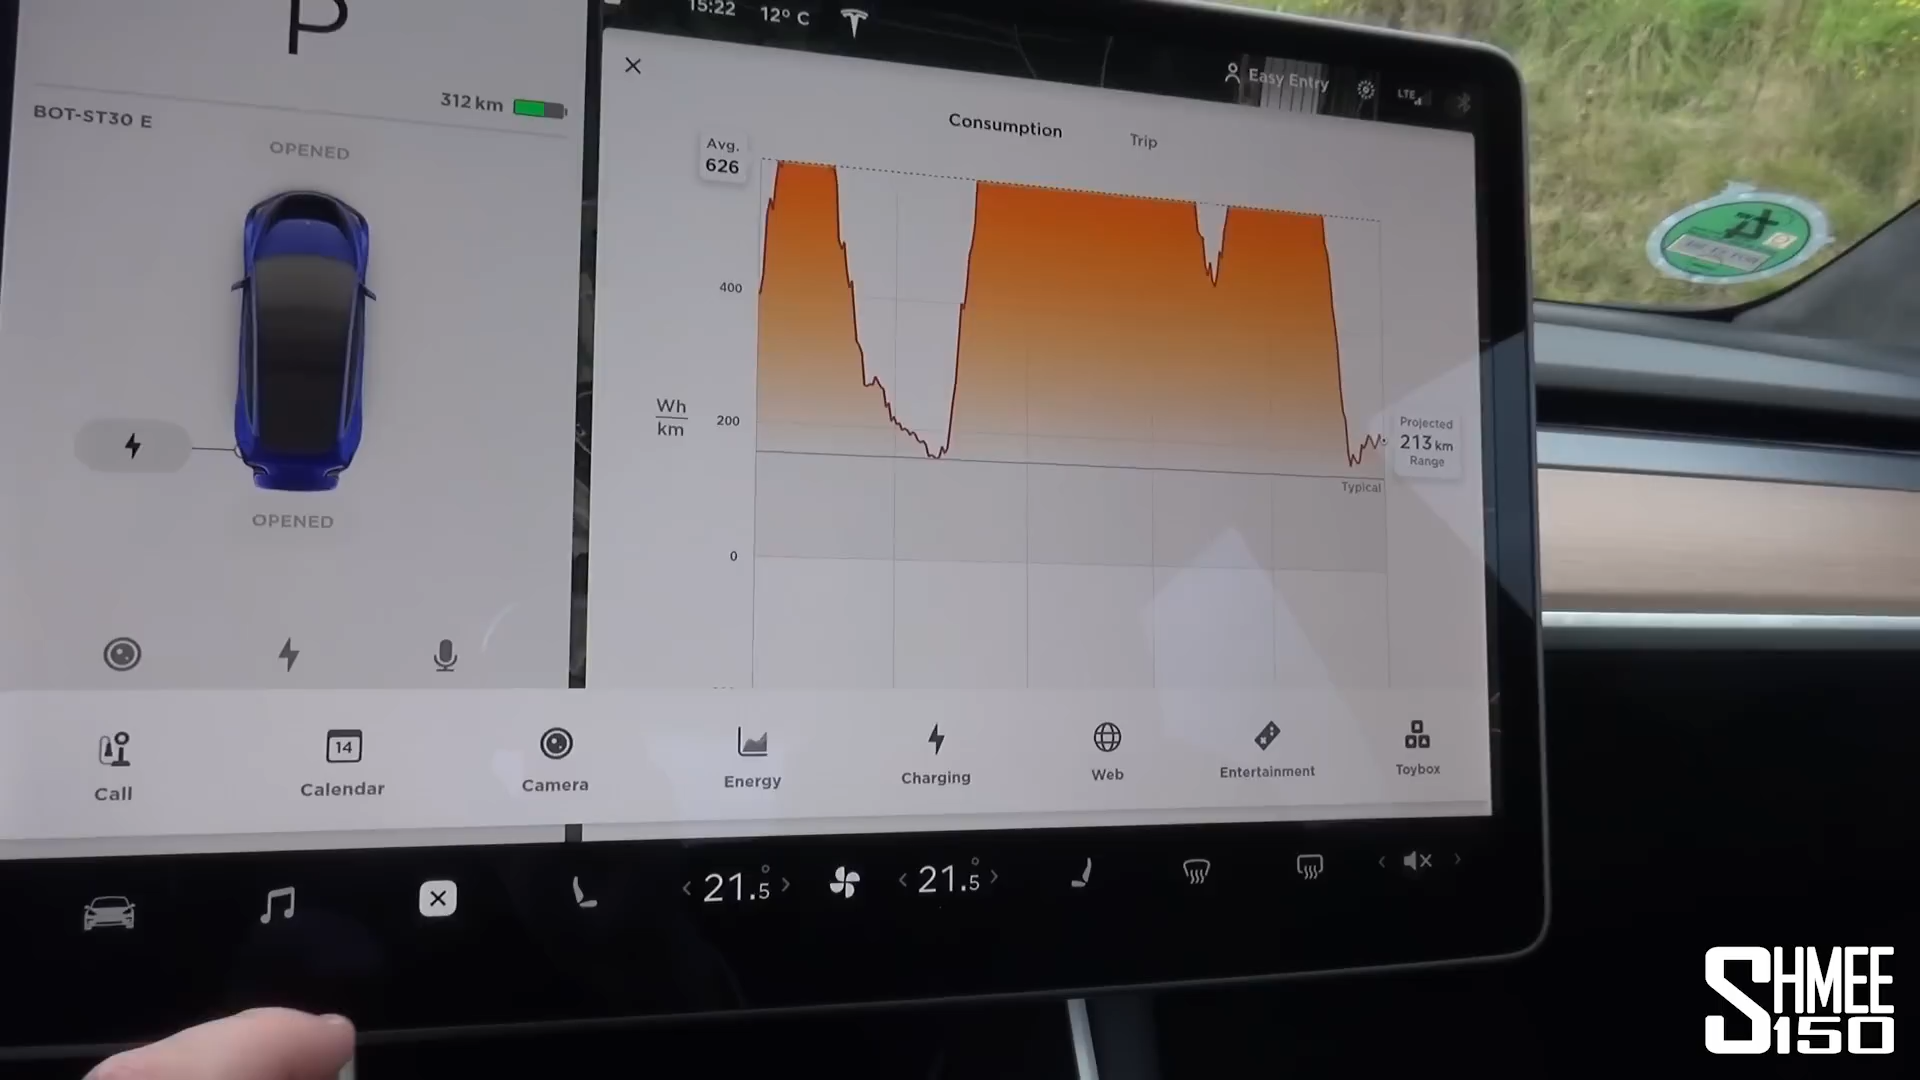 P
15:22 12° C
Easy Entry
LTE
312 km
BOT-ST30 E
OPENED
OPENED
Consumption Trip
Avg.
626
400
Wh
km
200
0
Projected
213 km
Range
Typical
Call
14
Calendar
Camera
Energy
Charging
Web
Entertainment
Toybox
< 21.5° >
< 21.5° >
SHMEE
150